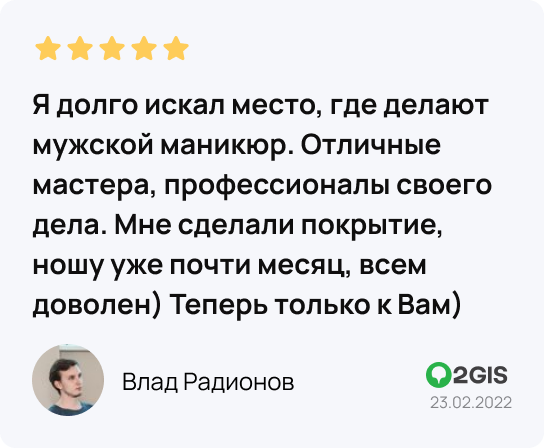 Я долго искал место, где делают
мужской маникюр. Отличные
мастера, профессионалы своего
дела. Мне сделали покрытие,
ношу уже почти месяц, всем
доволен) Теперь только к Вам)
Влад Радионов
2GIS
23.02.2022